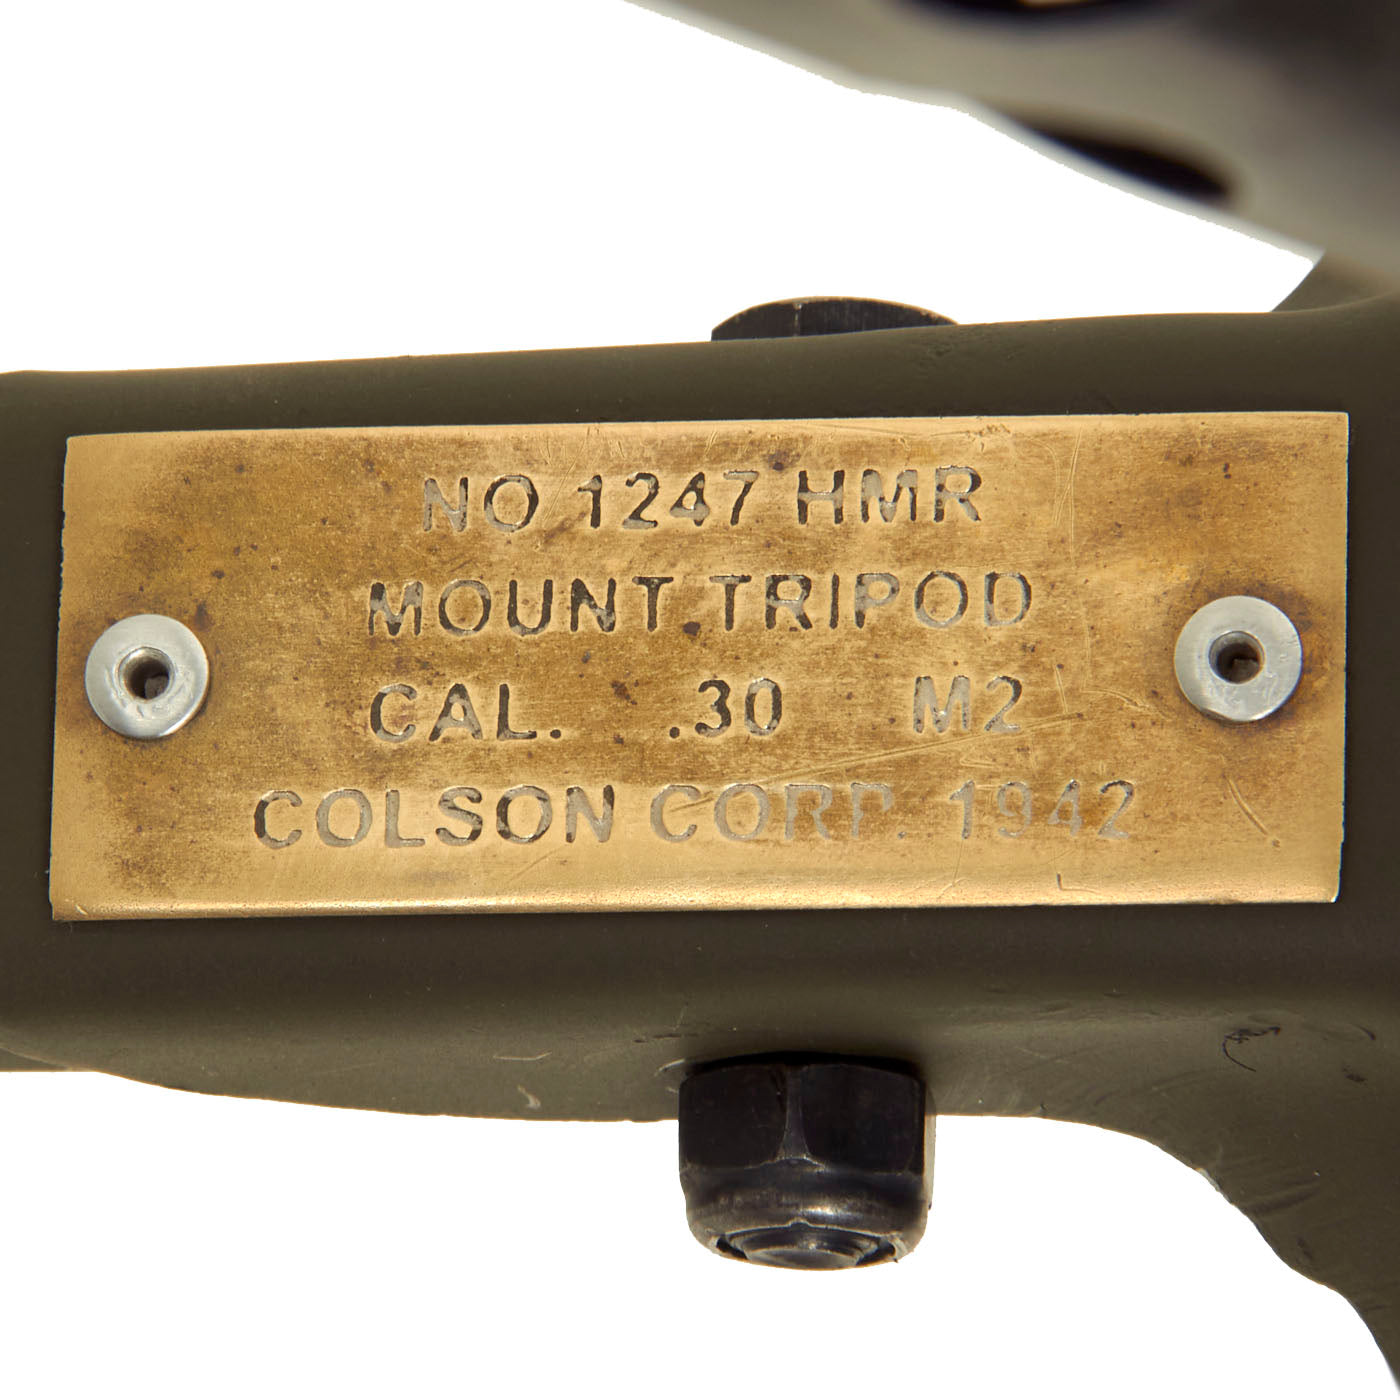 NO 1247 HMR
MOUNT TRIPOD
CAL. .30 M2
COLSON CORP. 1942